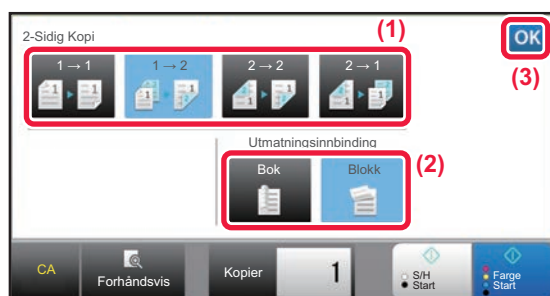 2-Sidig Kopi
(1)
OK
(3)
1 → 1
1 → 2
2 → 2
2 → 1
Utmatningsinnbinding
(2)
Bok
Blokk
CA
Forhåndsvis
Kopier
1
S/H
Start
Farge
Start